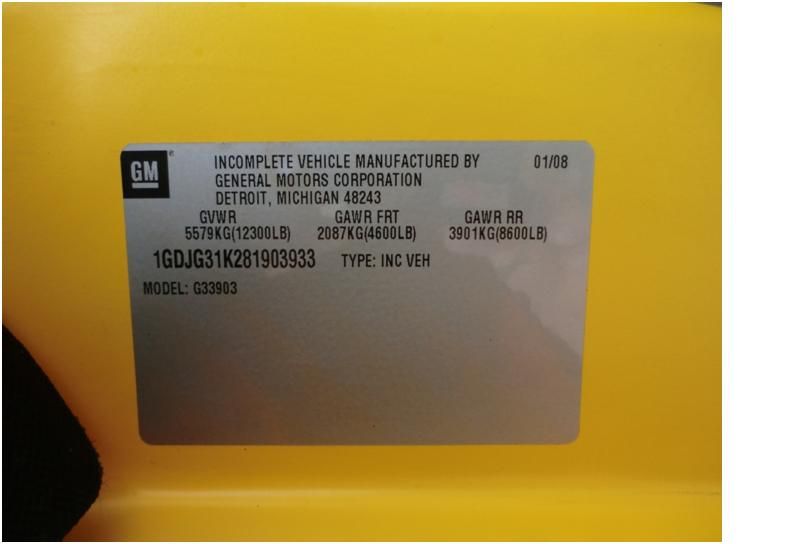 GM
INCOMPLETE VEHICLE MANUFACTURED BY 01/08
GENERAL MOTORS CORPORATION
DETROIT, MICHIGAN 48243
GVWR GAWR FRT GAWR RR
5579KG(12300LB) 2087KG(4600LB) 3901KG(8600LB)
1GDJG31K281903933 TYPE: INC VEH
MODEL: G33903